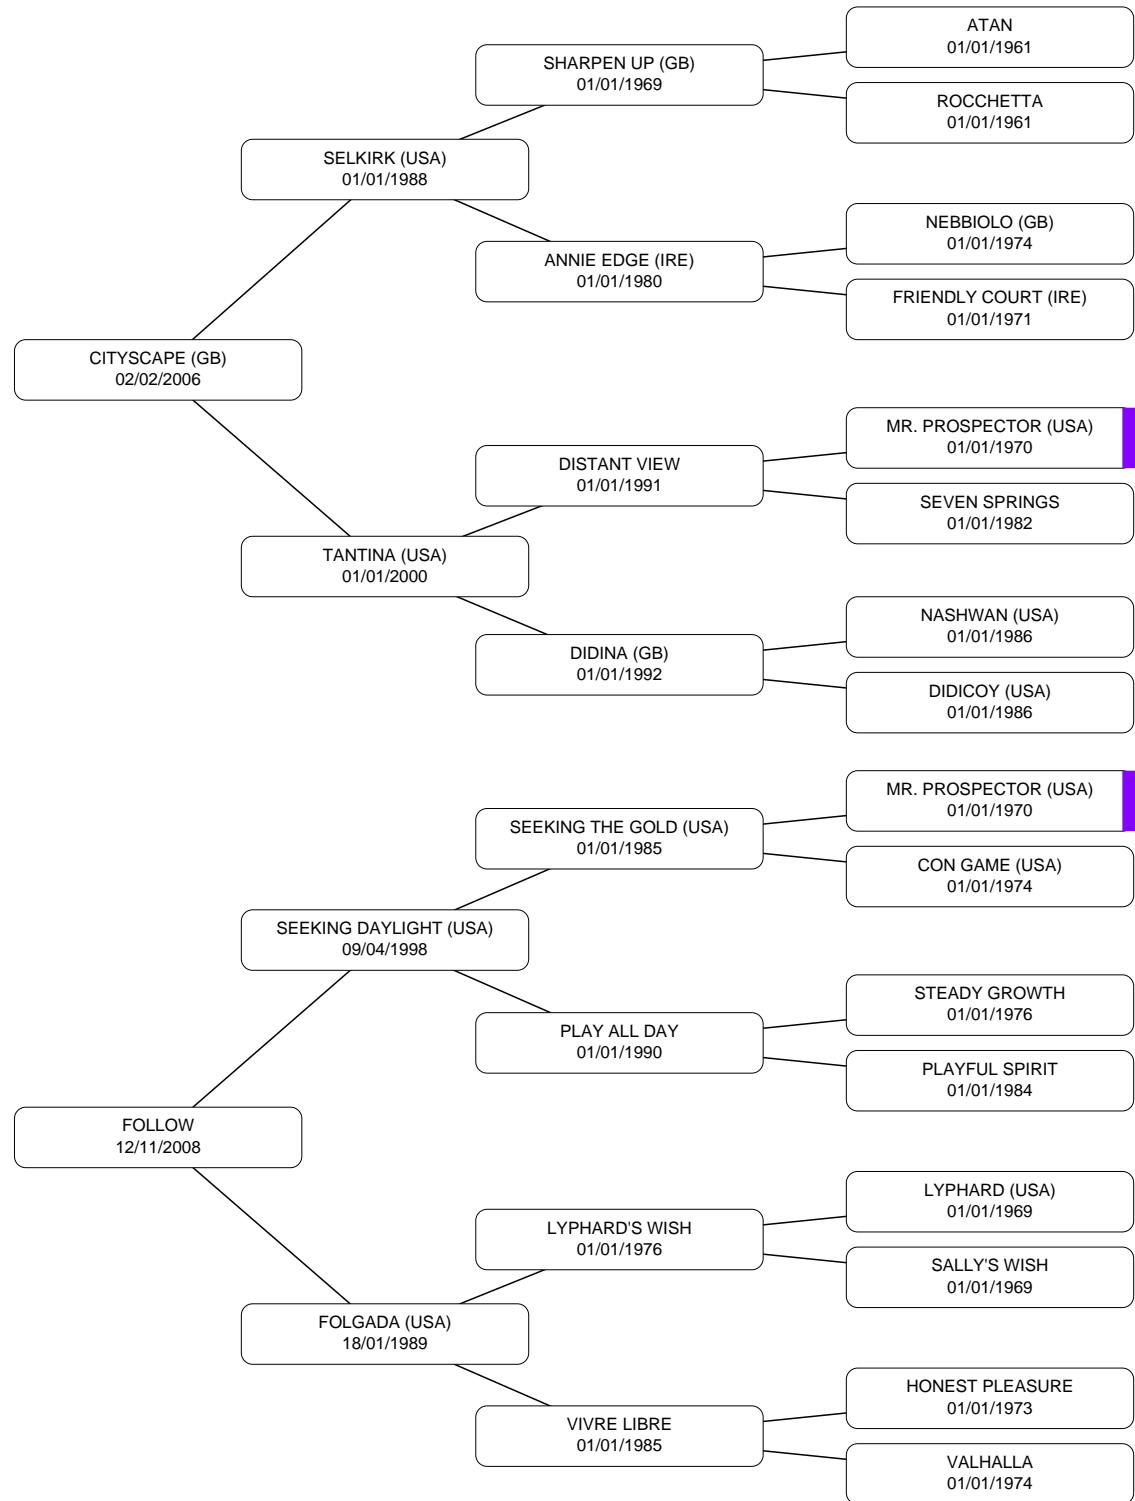 ATAN
01/01/1961
SHARPEN UP (GB)
01/01/1969
ROCCHETTA
01/01/1961
SELKIRK (USA)
01/01/1988
NEBBIOLO (GB)
01/01/1974
ANNIE EDGE (IRE)
01/01/1980
FRIENDLY COURT (IRE)
01/01/1971
CITYSCAPE (GB)
02/02/2006
MR. PROSPECTOR (USA)
01/01/1970
DISTANT VIEW
01/01/1991
SEVEN SPRINGS
01/01/1982
TANTINA (USA)
01/01/2000
NASHWAN (USA)
01/01/1986
DIDINA (GB)
01/01/1992
DIDICOY (USA)
01/01/1986
MR. PROSPECTOR (USA)
01/01/1970
SEEKING THE GOLD (USA)
01/01/1985
CON GAME (USA)
01/01/1974
SEEKING DAYLIGHT (USA)
09/04/1998
STEADY GROWTH
01/01/1976
PLAY ALL DAY
01/01/1990
PLAYFUL SPIRIT
01/01/1984
FOLLOW
12/11/2008
LYPHARD (USA)
01/01/1969
LYPHARD'S WISH
01/01/1976
SALLY'S WISH
01/01/1969
FOLGADA (USA)
18/01/1989
HONEST PLEASURE
01/01/1973
VIVRE LIBRE
01/01/1985
VALHALLA
01/01/1974